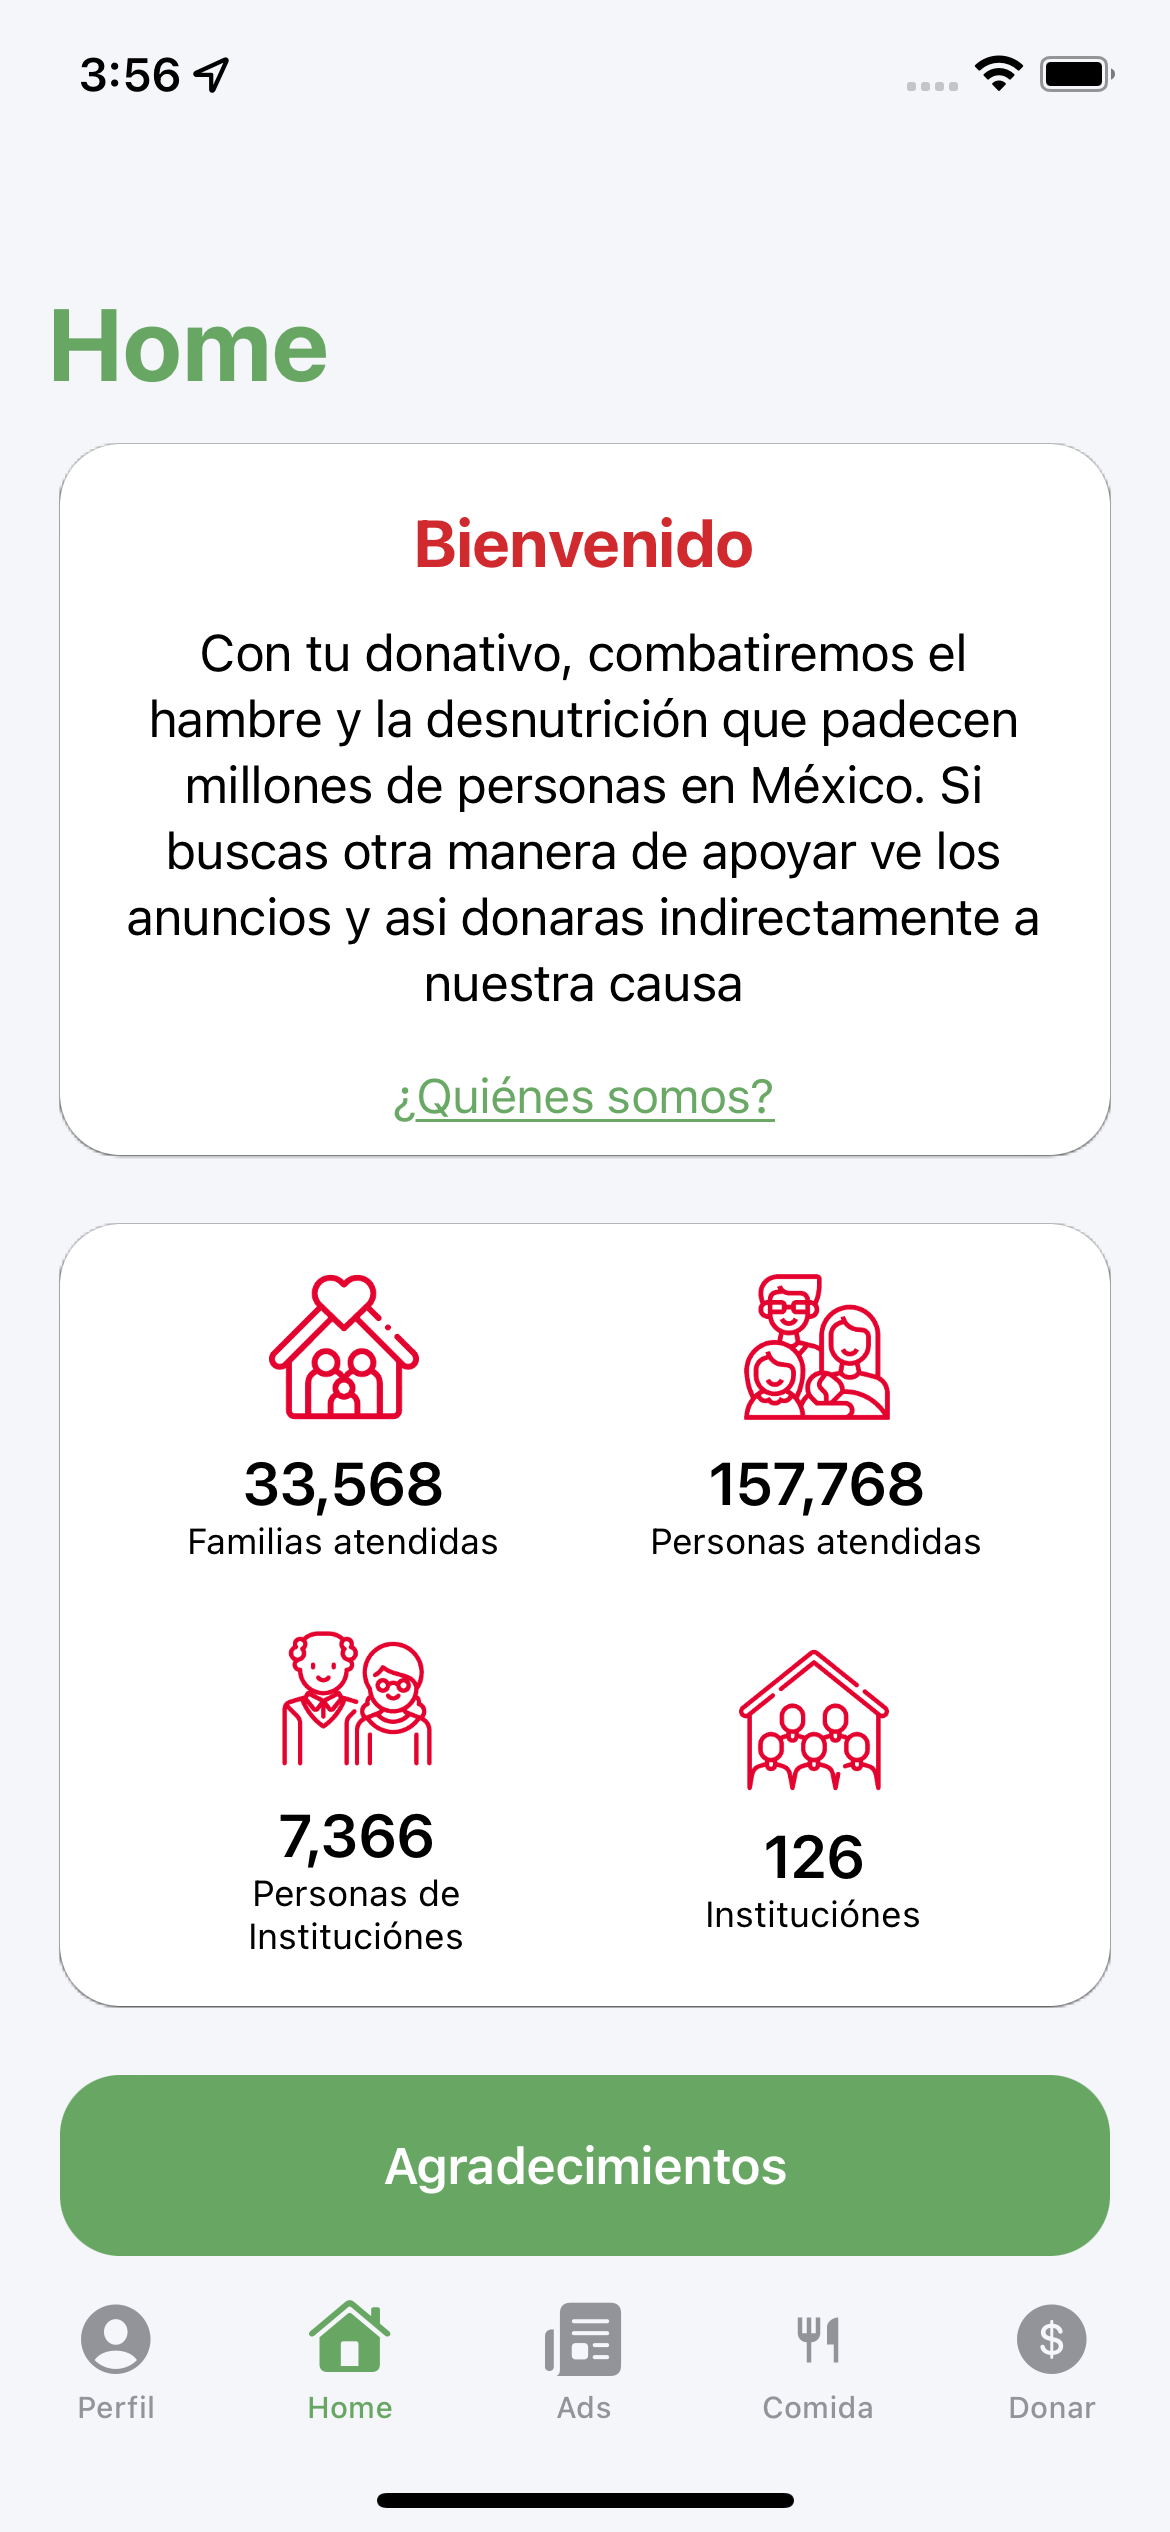 3:56
Home
Bienvenido
Con tu donativo, combatiremos el
hambre y la desnutrición que padecen
millones de personas en México. Si
buscas otra manera de apoyar ve los
anuncios y asi donaras indirectamente a
nuestra causa
¿Quiénes somos?
33,568
Familias atendidas
157,768
Personas atendidas
7,366
Personas de
Instituciónes
126
Instituciónes
Agradecimientos
Perfil
Home
Ads
Comida
$
Donar